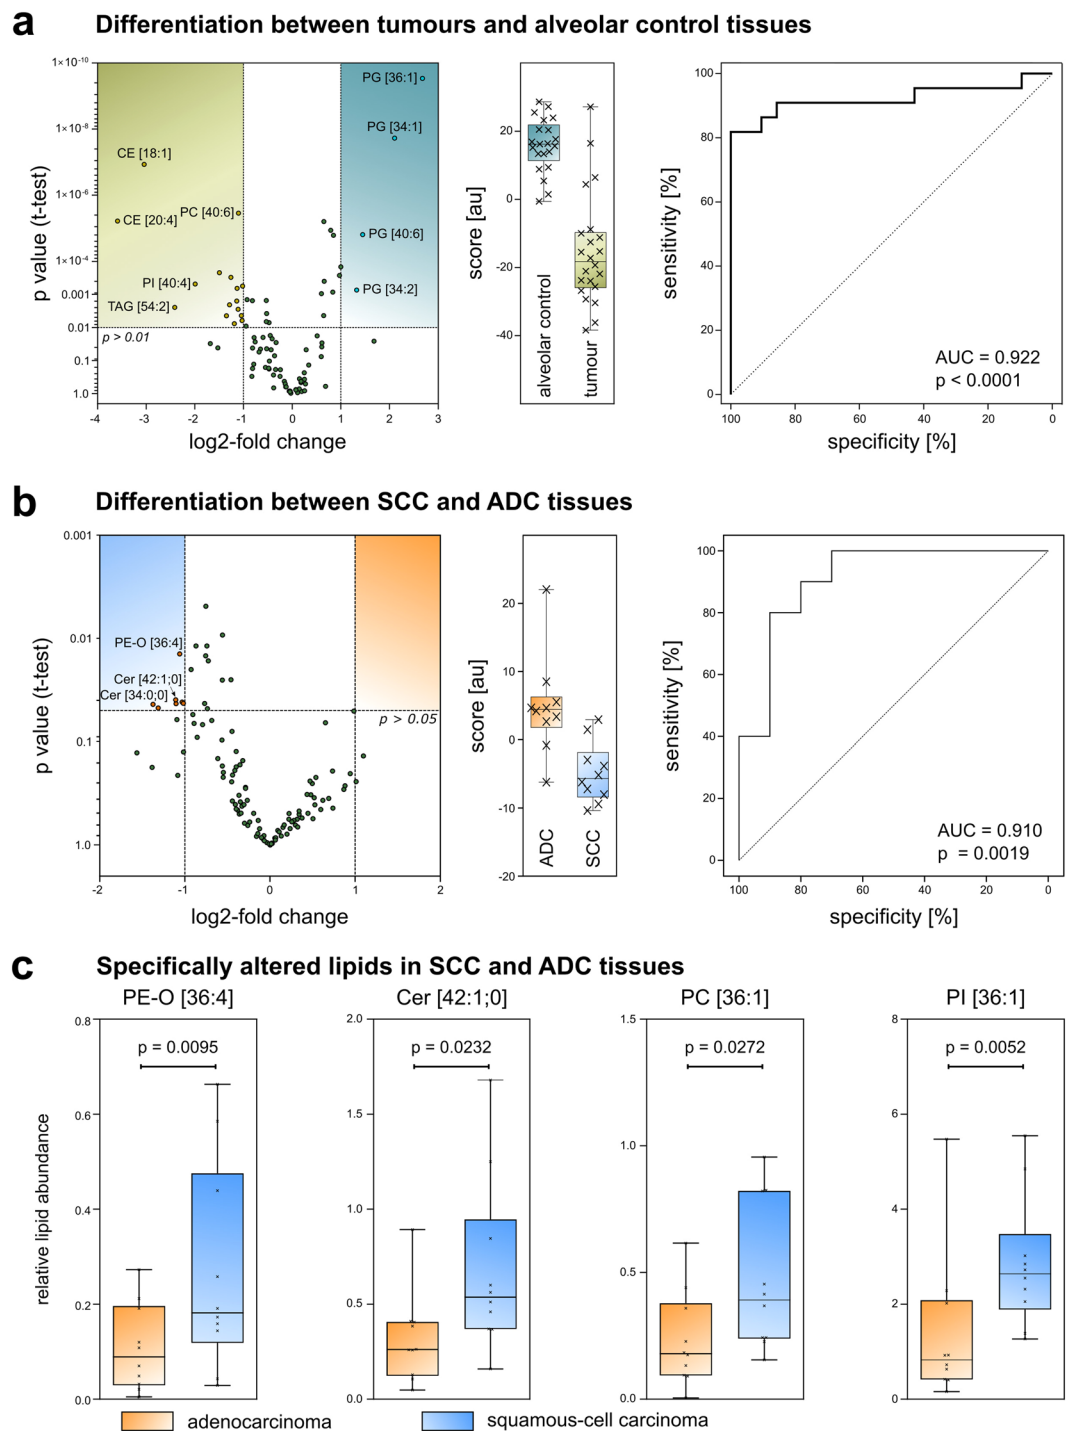 a Differentiation between tumours and alveolar control tissues
p value (t-test)
1×10⁻¹⁰
1×10⁻⁸
1×10⁻⁶
1×10⁻⁴
0.001
0.01
0.1
1.0
PG [36:1]
PG [34:1]
CE [18:1]
PC [40:6]
CE [20:4]
PG [40:6]
PI [40:4]
PG [34:2]
TAG [54:2]
p > 0.01
-4 -3 -2 -1 0 1 2 3
log2-fold change
score [au]
20
0
-20
-40
alveolar control
tumour
sensitivity [%]
100
80
60
40
20
0
AUC = 0.922
p < 0.0001
100 80 60 40 20 0
specificity [%]
b Differentiation between SCC and ADC tissues
p value (t-test)
0.001
0.01
0.1
1.0
PE-O [36:4]
Cer [42:1;0]
Cer [34:0;0]
p > 0.05
-2 -1 0 1 2
log2-fold change
score [au]
20
10
0
-10
-20
ADC
SCC
sensitivity [%]
100
80
60
40
20
0
AUC = 0.910
p = 0.0019
100 80 60 40 20 0
specificity [%]
c Specifically altered lipids in SCC and ADC tissues
relative lipid abundance
PE-O [36:4]
p = 0.0095
0.8
0.6
0.4
0.2
0.0
Cer [42:1;0]
p = 0.0232
2.0
1.5
1.0
0.5
0.0
PC [36:1]
p = 0.0272
1.5
1.0
0.5
0.0
PI [36:1]
p = 0.0052
8
6
4
2
0
adenocarcinoma
squamous-cell carcinoma